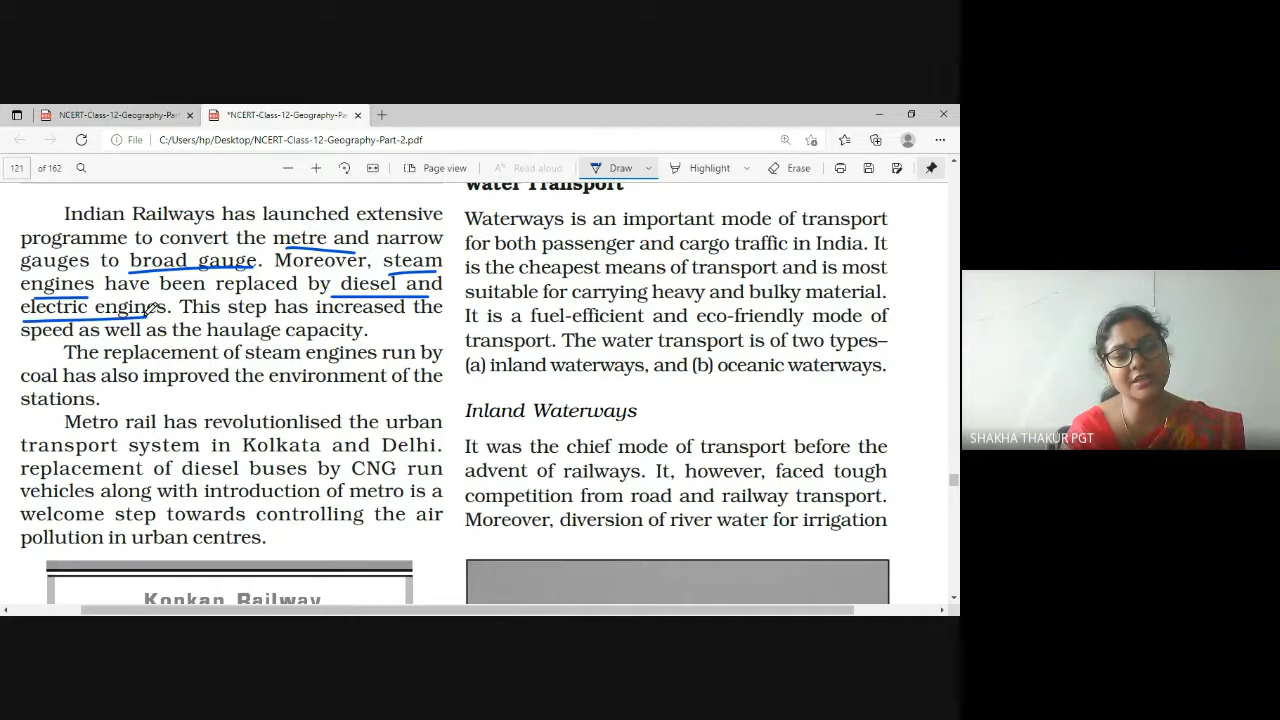 NCERT-Class-12-Geography-Par
*NCERT-Class-12-Geography-Pa
File
C:/Users/hp/Desktop/NCERT-Class-12-Geography-Part-2.pdf
121 of 162
Page view
Read aloud
Draw
Highlight
Erase
Indian Railways has launched extensive
programme to convert the metre and narrow
gauges to broad gauge. Moreover, steam
engines have been replaced by diesel and
electric engines. This step has increased the
speed as well as the haulage capacity.
The replacement of steam engines run by
coal has also improved the environment of the
stations.
Metro rail has revolutionised the urban
transport system in Kolkata and Delhi.
replacement of diesel buses by CNG run
vehicles along with introduction of metro is a
welcome step towards controlling the air
pollution in urban centres.
Konkan Railway
Water Transport
Waterways is an important mode of transport
for both passenger and cargo traffic in India. It
is the cheapest means of transport and is most
suitable for carrying heavy and bulky material.
It is a fuel-efficient and eco-friendly mode of
transport. The water transport is of two types–
(a) inland waterways, and (b) oceanic waterways.
Inland Waterways
It was the chief mode of transport before the
advent of railways. It, however, faced tough
competition from road and railway transport.
Moreover, diversion of river water for irrigation
SHAKHA THAKUR PGT